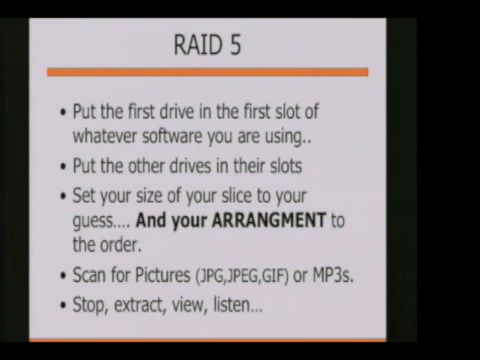 RAID 5
• Put the first drive in the first slot of
whatever software you are using..
• Put the other drives in their slots
• Set your size of your slice to your
guess.... And your ARRANGMENT to
the order.
• Scan for Pictures (JPG,JPEG,GIF) or MP3s.
• Stop, extract, view, listen...